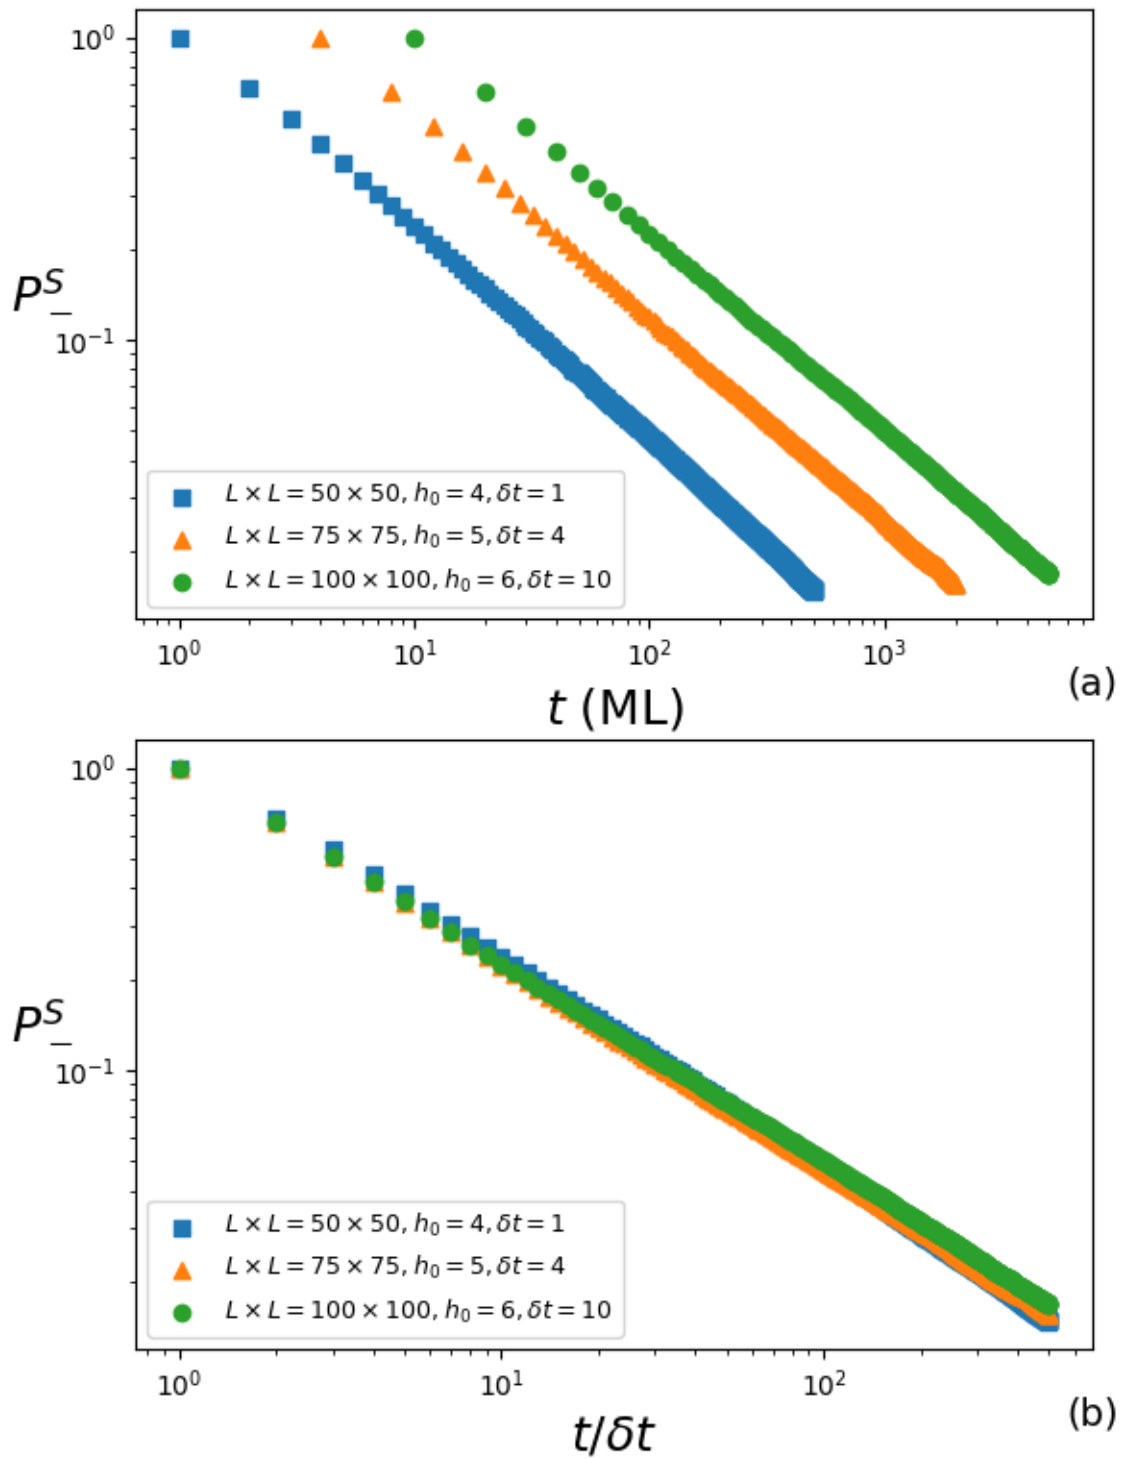 10⁰
10⁻¹
P₋ˢ
L × L = 50 × 50, h₀ = 4, δt = 1
L × L = 75 × 75, h₀ = 5, δt = 4
L × L = 100 × 100, h₀ = 6, δt = 10
10⁰ 10¹ 10² 10³
t (ML)
(a)
10⁰
10⁻¹
P₋ˢ
L × L = 50 × 50, h₀ = 4, δt = 1
L × L = 75 × 75, h₀ = 5, δt = 4
L × L = 100 × 100, h₀ = 6, δt = 10
10⁰ 10¹ 10²
t/δt
(b)